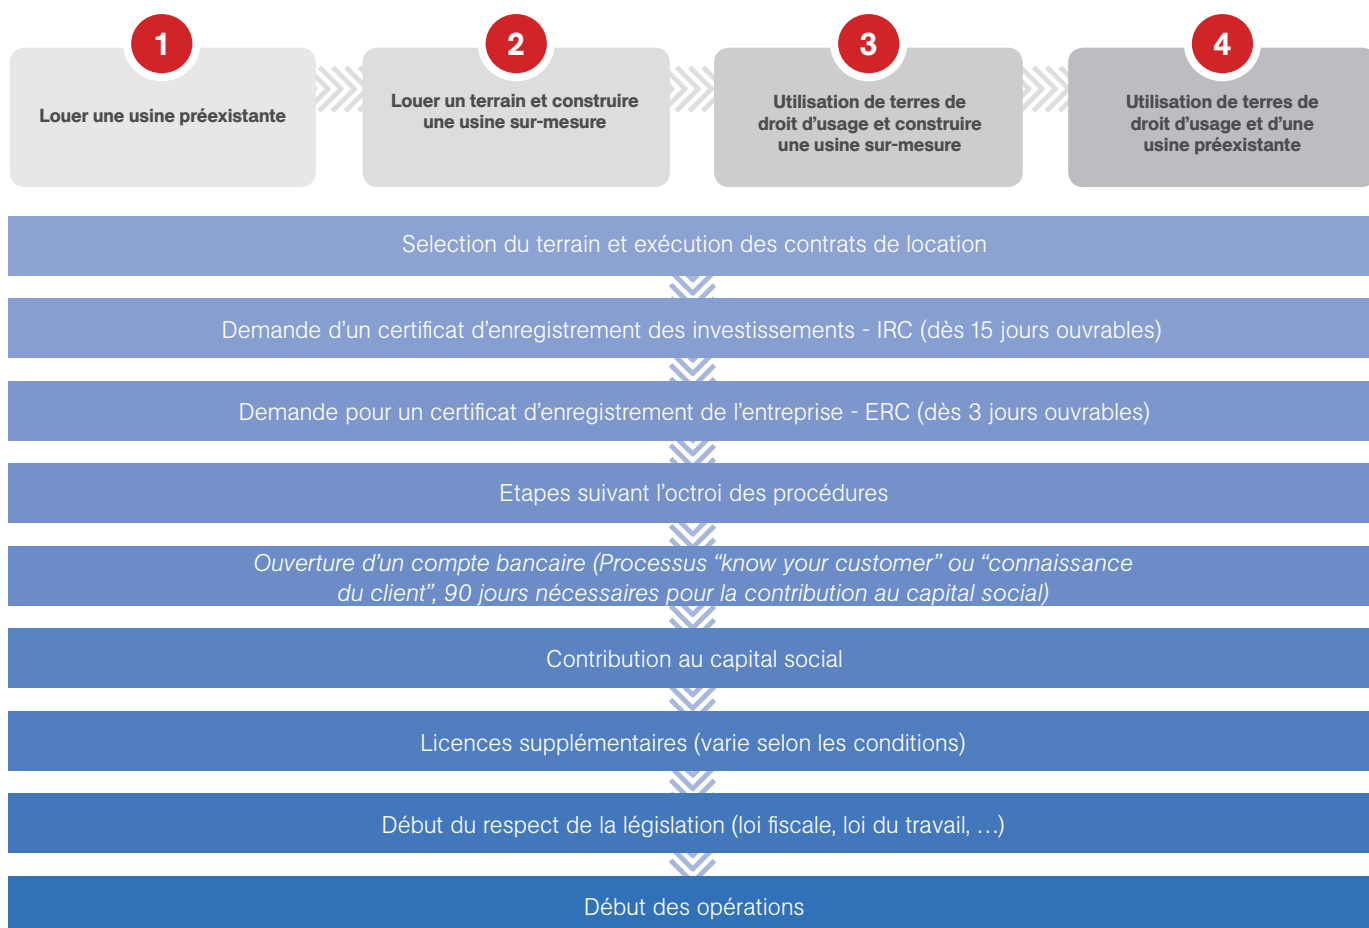 1
Louer une usine préexistante
2
Louer un terrain et construire
une usine sur-mesure
3
Utilisation de terres de
droit d'usage et construire
une usine sur-mesure
4
Utilisation de terres de
droit d'usage et d'une
usine préexistante
Selection du terrain et exécution des contrats de location
Demande d'un certificat d'enregistrement des investissements - IRC (dès 15 jours ouvrables)
Demande pour un certificat d'enregistrement de l'entreprise - ERC (dès 3 jours ouvrables)
Etapes suivant l'octroi des procédures
Ouverture d'un compte bancaire (Processus “know your customer” ou “connaissance
du client”, 90 jours nécessaires pour la contribution au capital social)
Contribution au capital social
Licences supplémentaires (varie selon les conditions)
Début du respect de la législation (loi fiscale, loi du travail, …)
Début des opérations